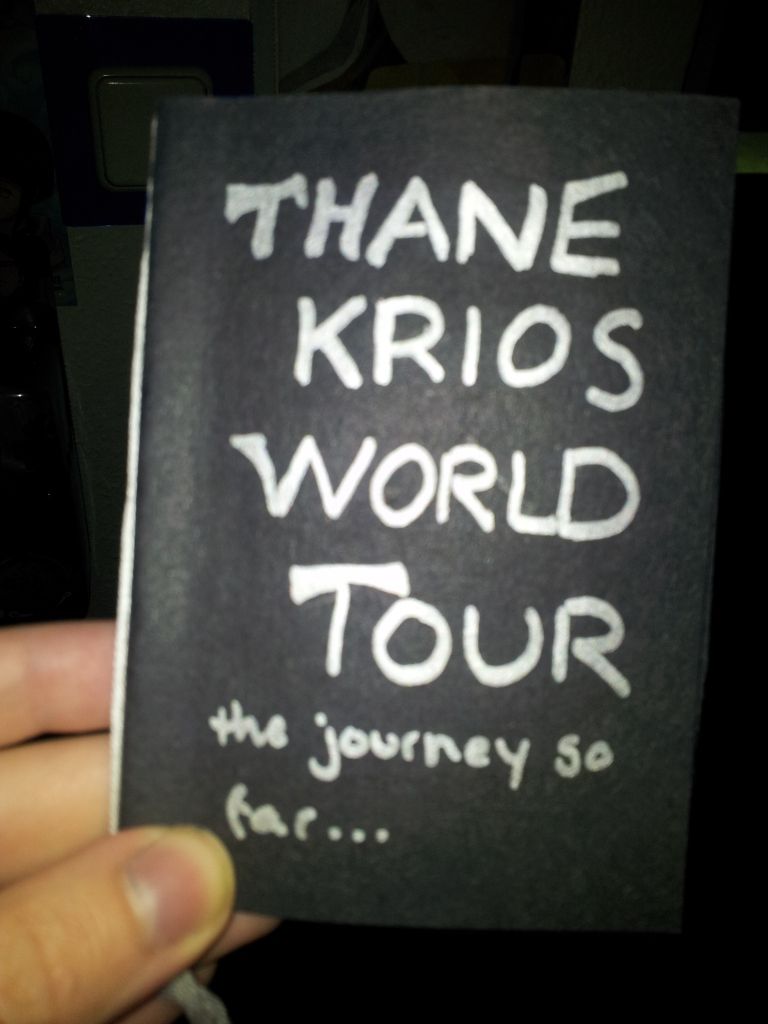 THANE
KRIOS
WORLD
TOUR
the journey so
far...